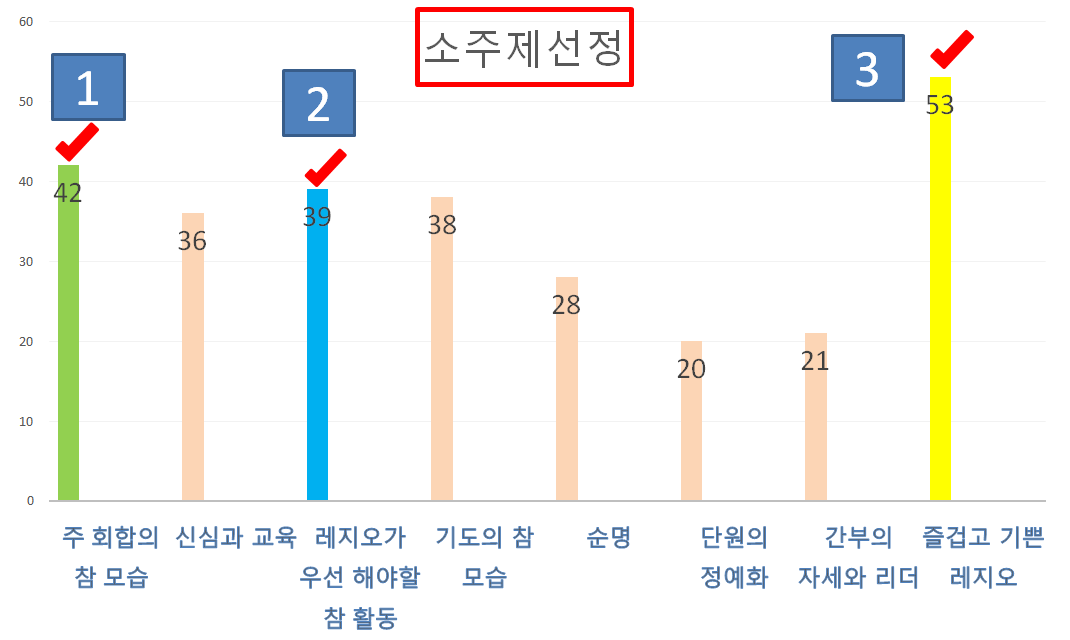 소주제선정
60
50
40
30
20
10
0
1
2
3
42
36
39
38
28
20
21
53
주 회합의
참 모습
신심과 교육
레지오가
우선 해야할
참 활동
기도의 참
모습
순명
단원의
정예화
간부의
자세와 리더
즐겁고 기쁜
레지오